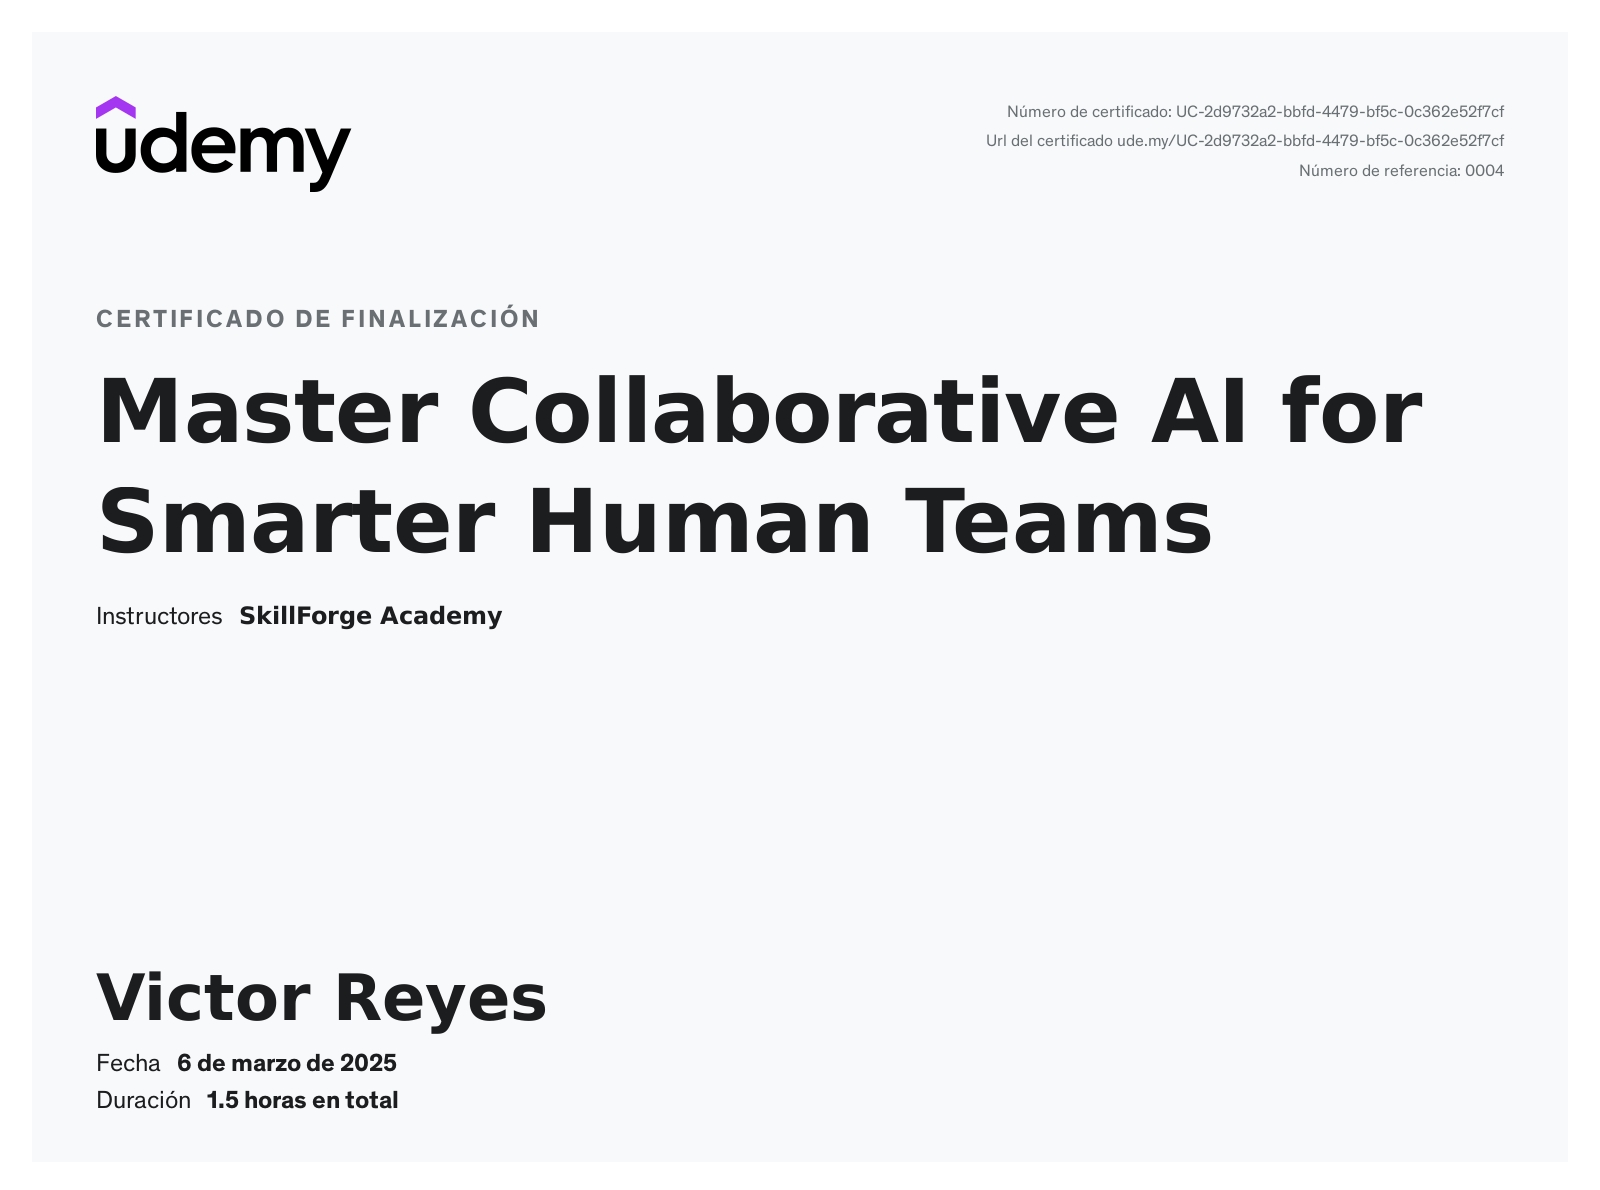 udemy
Número de certificado: UC-2d9732a2-bbfd-4479-bf5c-0c362e52f7cf
Url del certificado ude.my/UC-2d9732a2-bbfd-4479-bf5c-0c362e52f7cf
Número de referencia: 0004
CERTIFICADO DE FINALIZACIÓN
Master Collaborative AI for
Smarter Human Teams
Instructores SkillForge Academy
Victor Reyes
Fecha 6 de marzo de 2025
Duración 1.5 horas en total